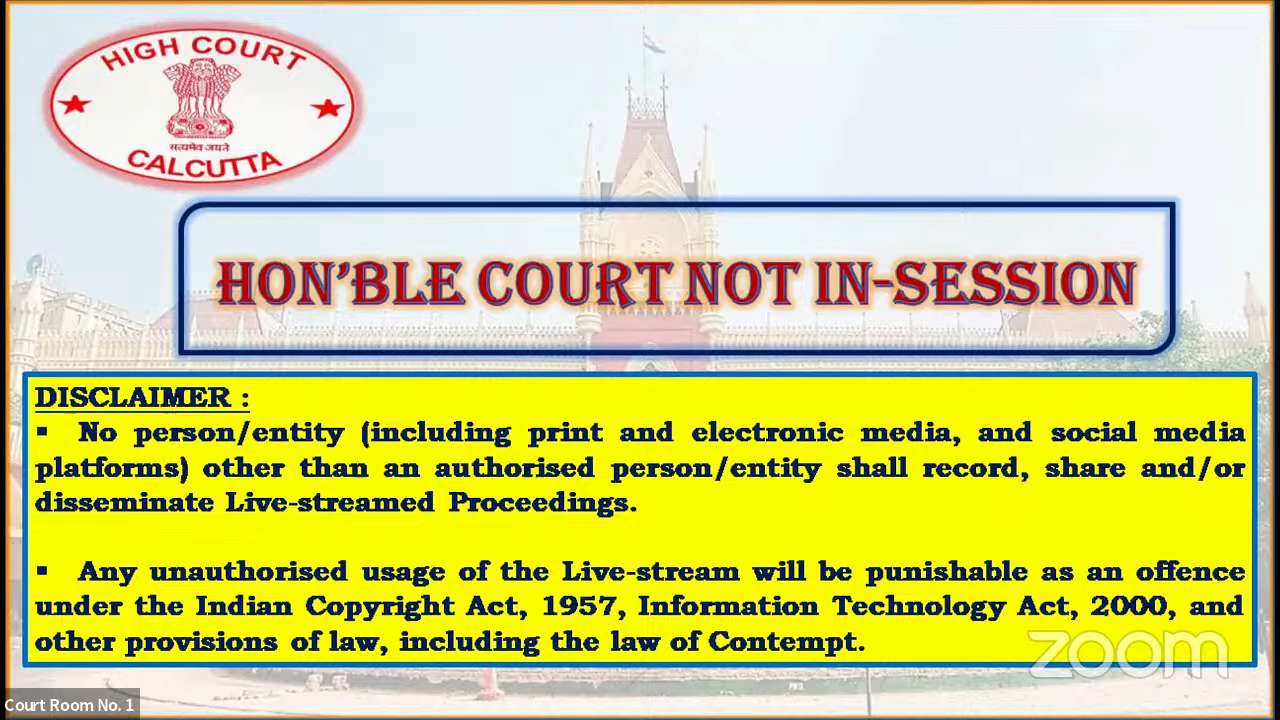 HIGH COURT
सत्यमेव जयते
CALCUTTA
HON'BLE COURT NOT IN-SESSION
DISCLAIMER :
▪ No person/entity (including print and electronic media, and social media
platforms) other than an authorised person/entity shall record, share and/or
disseminate Live-streamed Proceedings.
▪ Any unauthorised usage of the Live-stream will be punishable as an offence
under the Indian Copyright Act, 1957, Information Technology Act, 2000, and
other provisions of law, including the law of Contempt.
zoom
Court Room No. 1